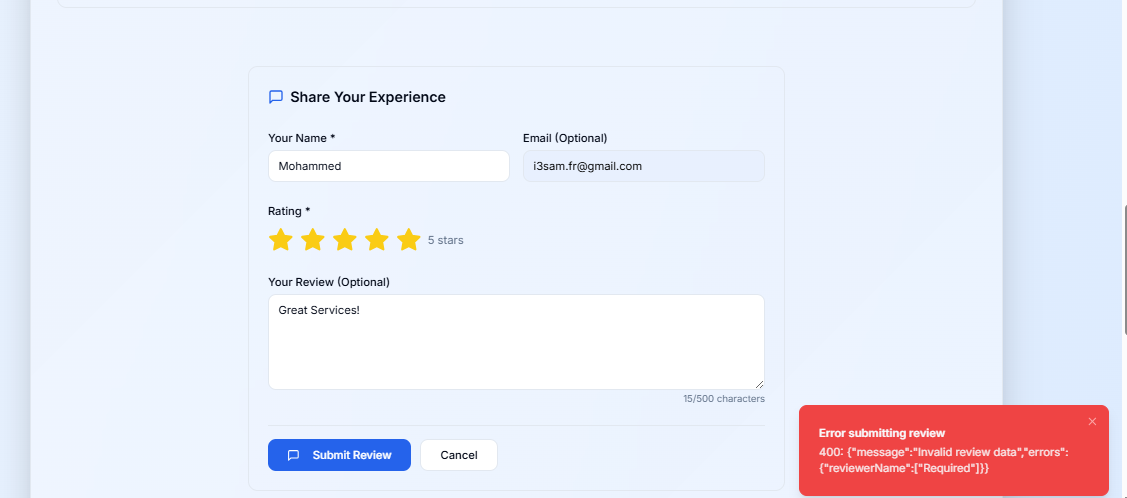 Share Your Experience
Your Name *
Email (Optional)
Mohammed
i3sam.fr@gmail.com
Rating *
5 stars
Your Review (Optional)
Great Services!
15/500 characters
Submit Review
Cancel
Error submitting review
400: {"message":"Invalid review data","errors":
{"reviewerName":["Required"]}}